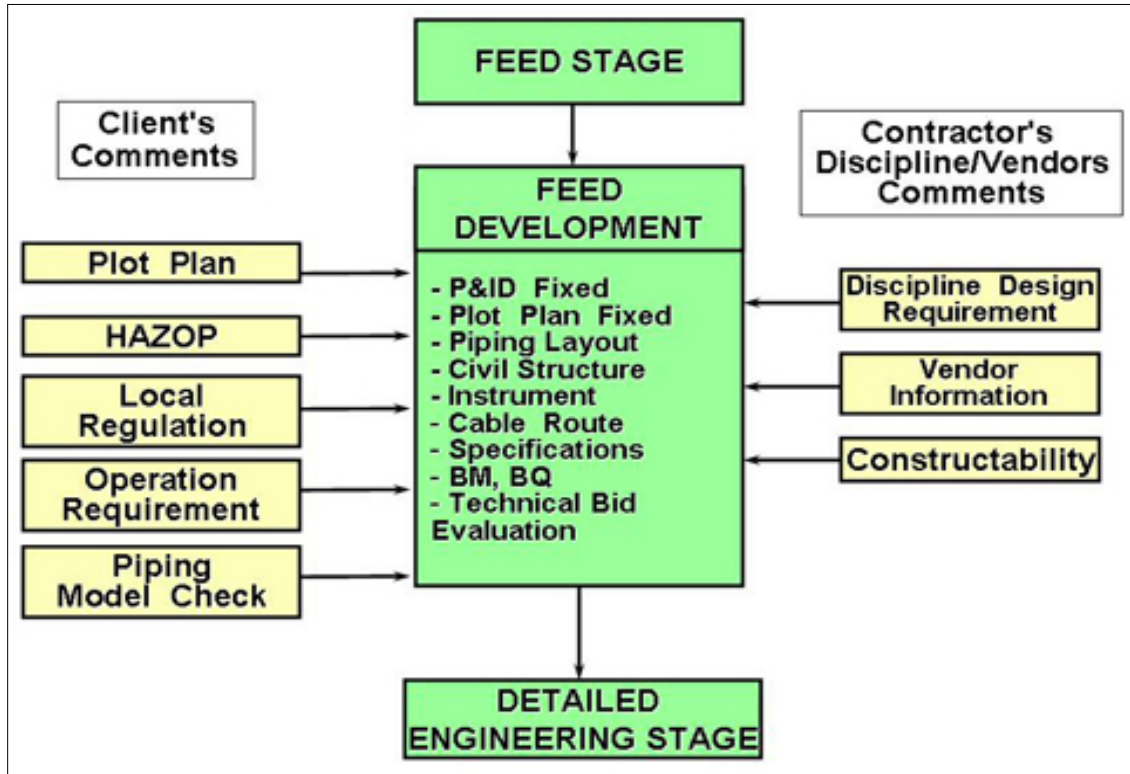 FEED STAGE
Client's
Comments
Contractor's
Discipline/Vendors
Comments
FEED
DEVELOPMENT
Plot Plan
HAZOP
Local
Regulation
Operation
Requirement
Piping
Model Check
- P&ID Fixed
- Plot Plan Fixed
- Piping Layout
- Civil Structure
- Instrument
- Cable Route
- Specifications
- BM, BQ
- Technical Bid
Evaluation
Discipline Design
Requirement
Vendor
Information
Constructability
DETAILED
ENGINEERING STAGE